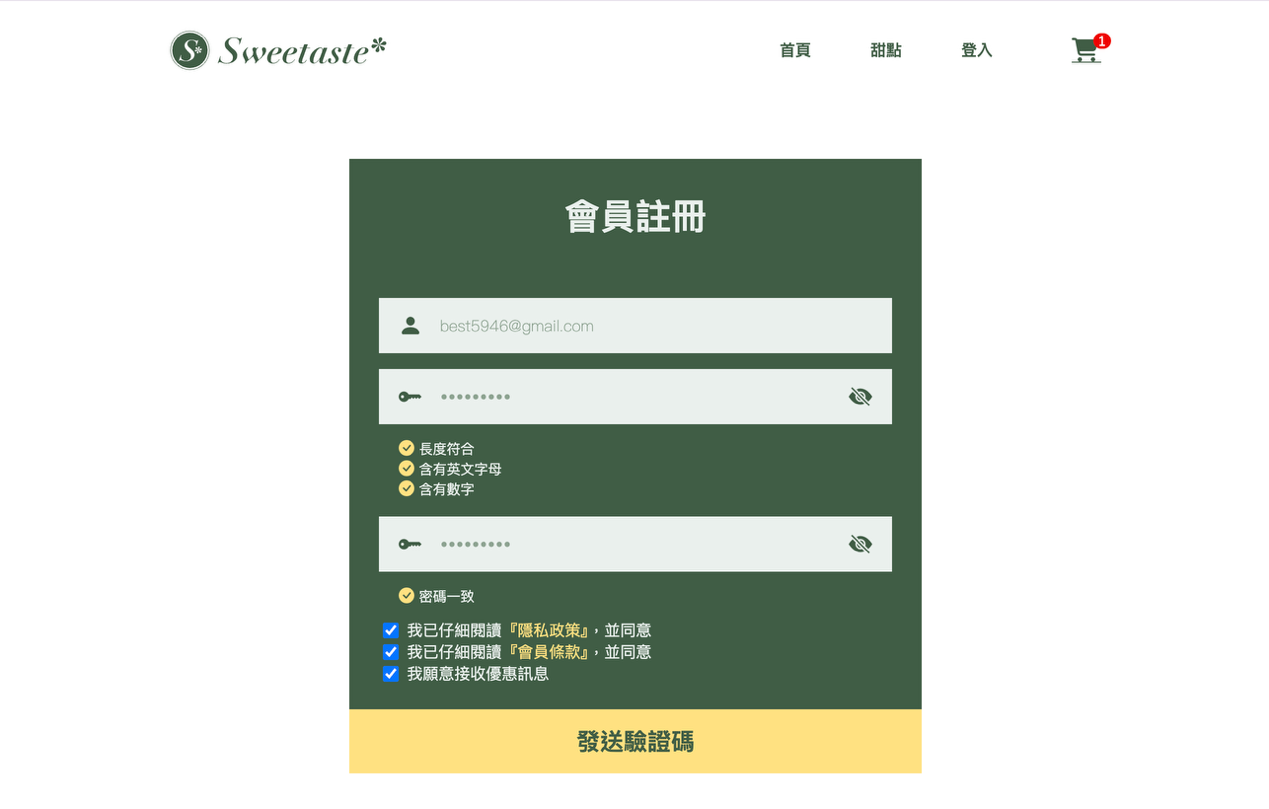 S*
Sweetaste*
首頁
甜點
登入
1
會員註冊
best5946@gmail.com
•••••••••
長度符合
含有英文字母
含有數字
•••••••••
密碼一致
我已仔細閱讀『隱私政策』，並同意
我已仔細閱讀『會員條款』，並同意
我願意接收優惠訊息
發送驗證碼